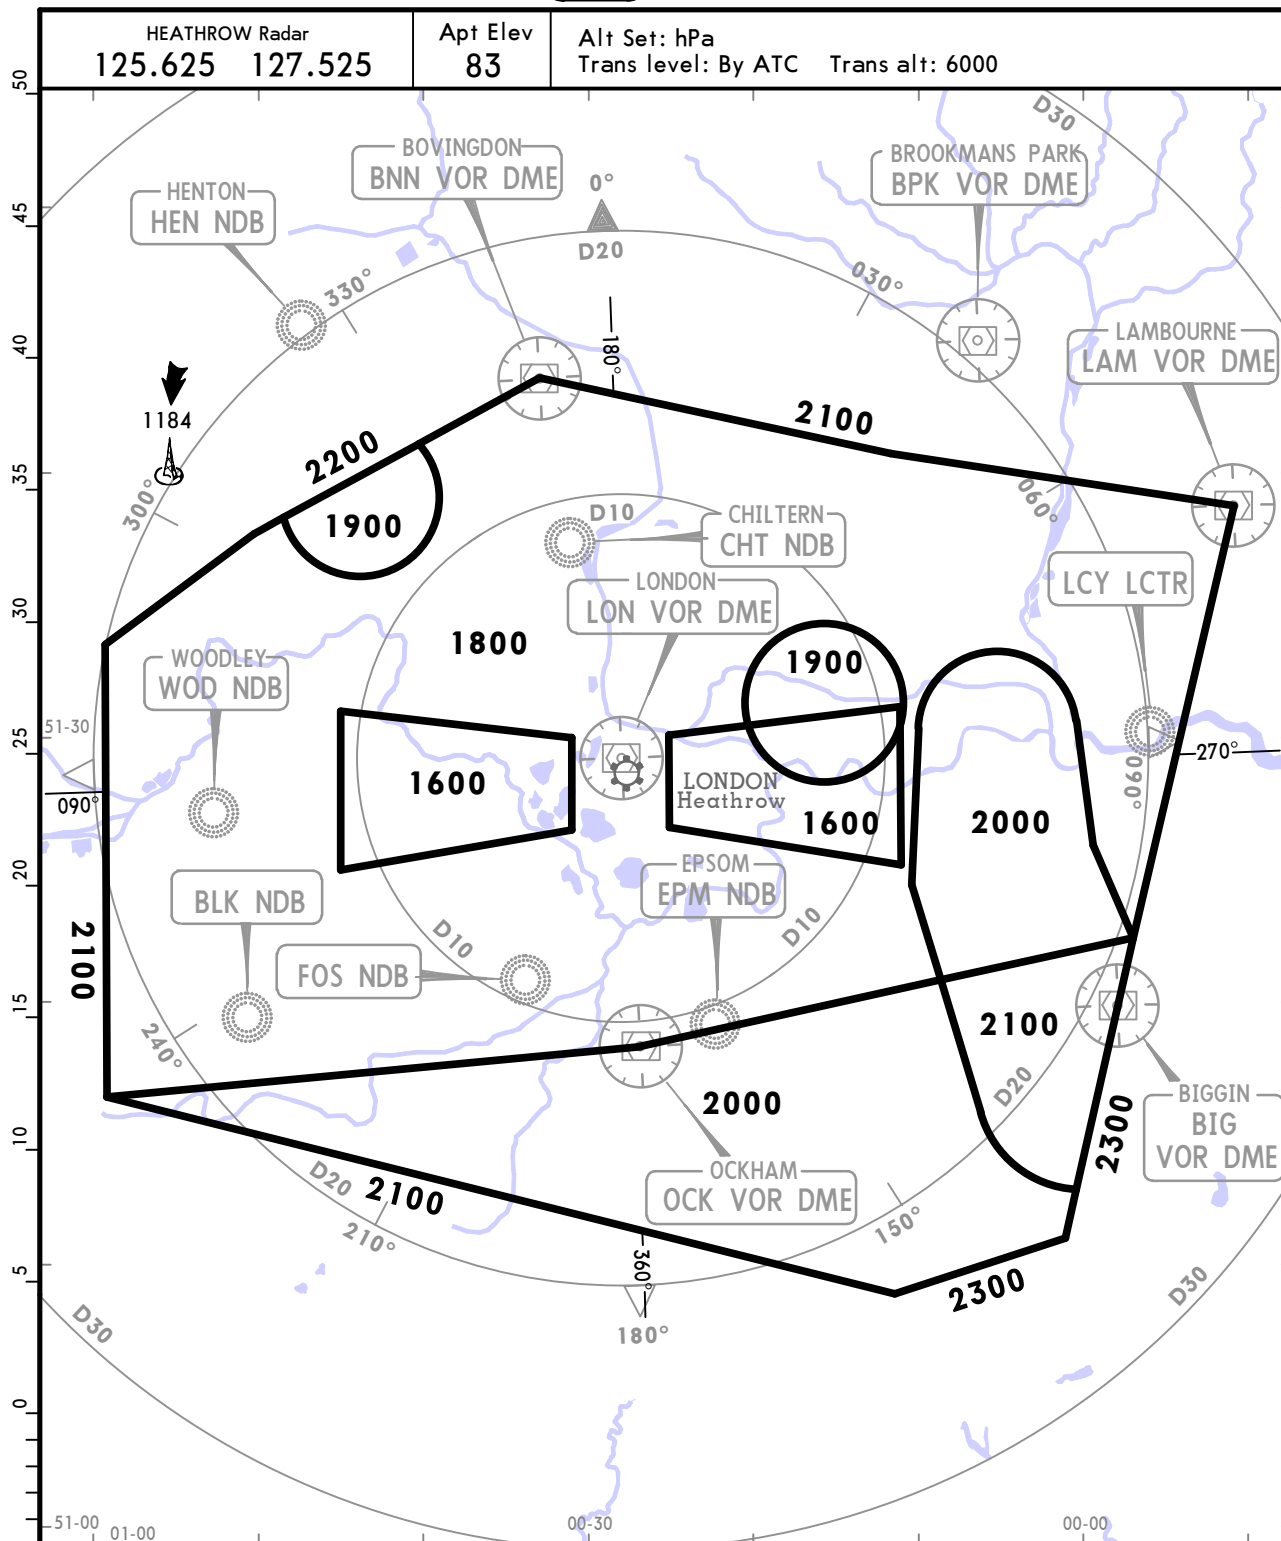 HEATHROW Radar
125.625 127.525
Apt Elev
83
Alt Set: hPa
Trans level: By ATC Trans alt: 6000
50
45
40
35
30
25
20
15
10
5
0
D30
BOVINGDON
BNN VOR DME
BROOKMANS PARK
BPK VOR DME
HENTON
HEN NDB
0°
D20
330°
030°
180°
LAMBOURNE
LAM VOR DME
1184
2100
2200
300°
1900
D10
060°
CHILTERN
CHT NDB
LCY LCTR
LONDON
LON VOR DME
1800
1900
WOODLEY
WOD NDB
51-30
270°
090°
1600
LONDON
Heathrow
090°
1600
2000
EPSOM
EPM NDB
BLK NDB
D10
D10
2100
FOS NDB
240°
2100
D20
2000
BIGGIN
BIG
VOR DME
2300
OCKHAM
OCK VOR DME
D20
2100
210°
150°
360°
2300
D30
D30
180°
51-00
01-00
00-30
00-00